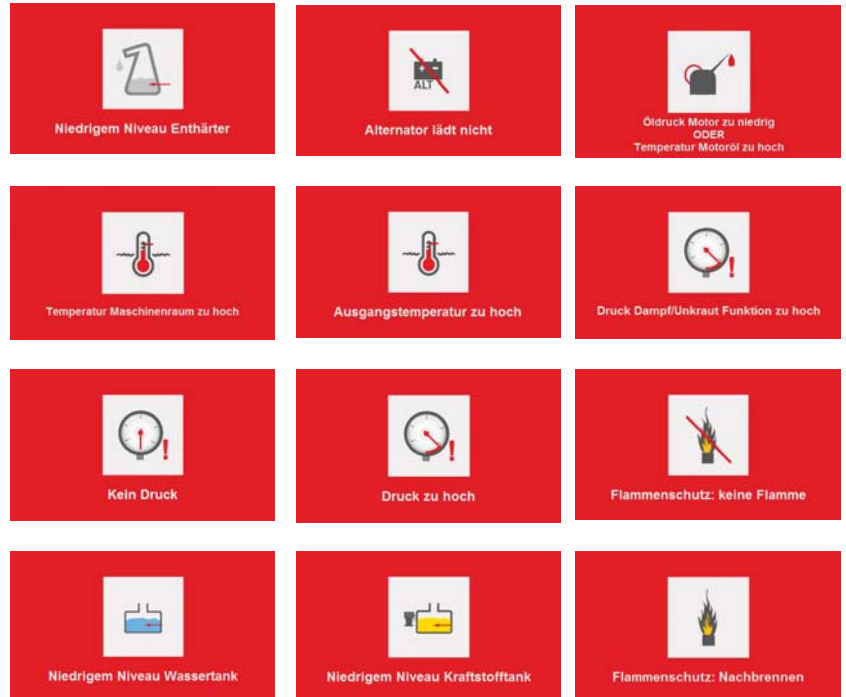 Niedrigem Niveau Enthärter
ALT
Alternator lädt nicht
Öldruck Motor zu niedrig
ODER
Temperatur Motoröl zu hoch
Temperatur Maschinenraum zu hoch
Ausgangstemperatur zu hoch
!
Druck Dampf/Unkraut Funktion zu hoch
!
Kein Druck
!
Druck zu hoch
Flammenschutz: keine Flamme
Niedrigem Niveau Wassertank
Niedrigem Niveau Kraftstofftank
Flammenschutz: Nachbrennen